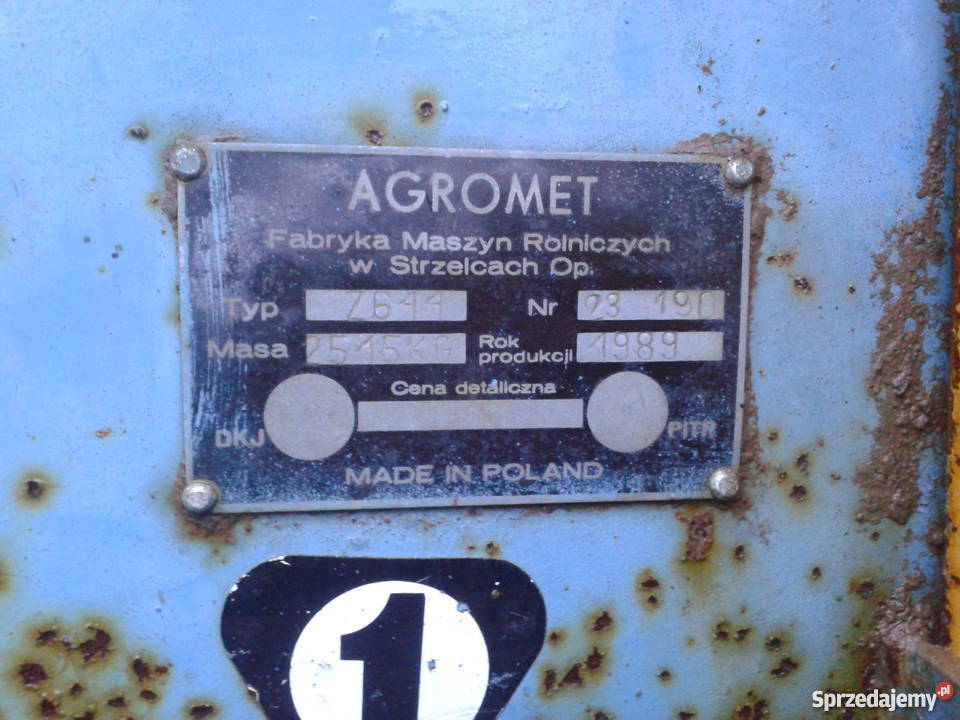 AGROMET
Fabryka Maszyn Rolniczych
w Strzelcach Op.
Typ Z644 Nr 23 190
Masa 2515KG Rok produkcji 1989
Cena detaliczna
DKJ PITR
MADE IN POLAND
1
Sprzedajemy.pl